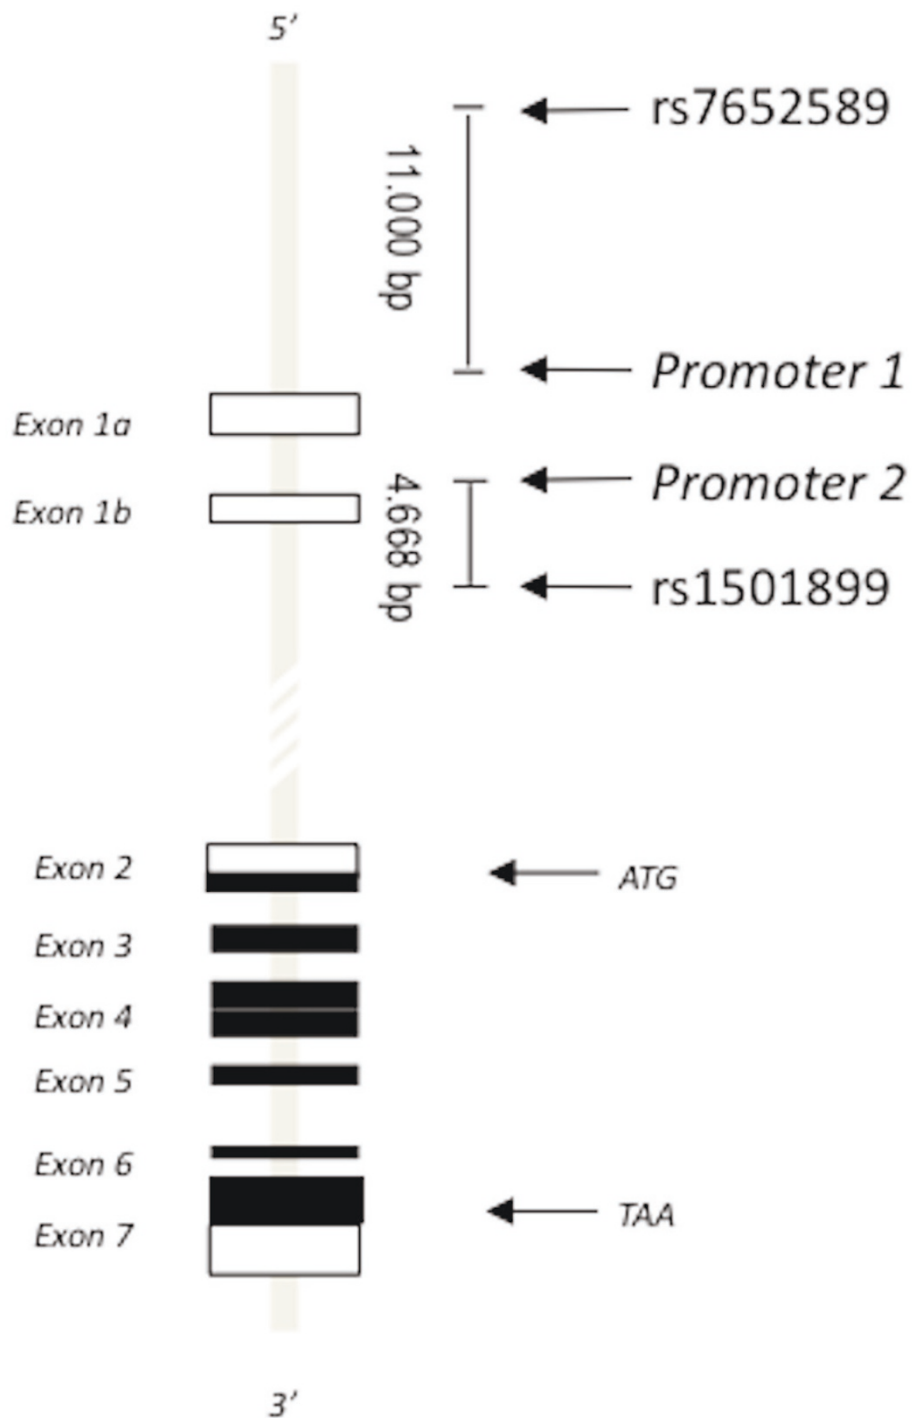 5’
rs7652589
11.000 bp
Promoter 1
Exon 1a
Promoter 2
Exon 1b
4.668 bp
rs1501899
Exon 2
ATG
Exon 3
Exon 4
Exon 5
Exon 6
TAA
Exon 7
3’